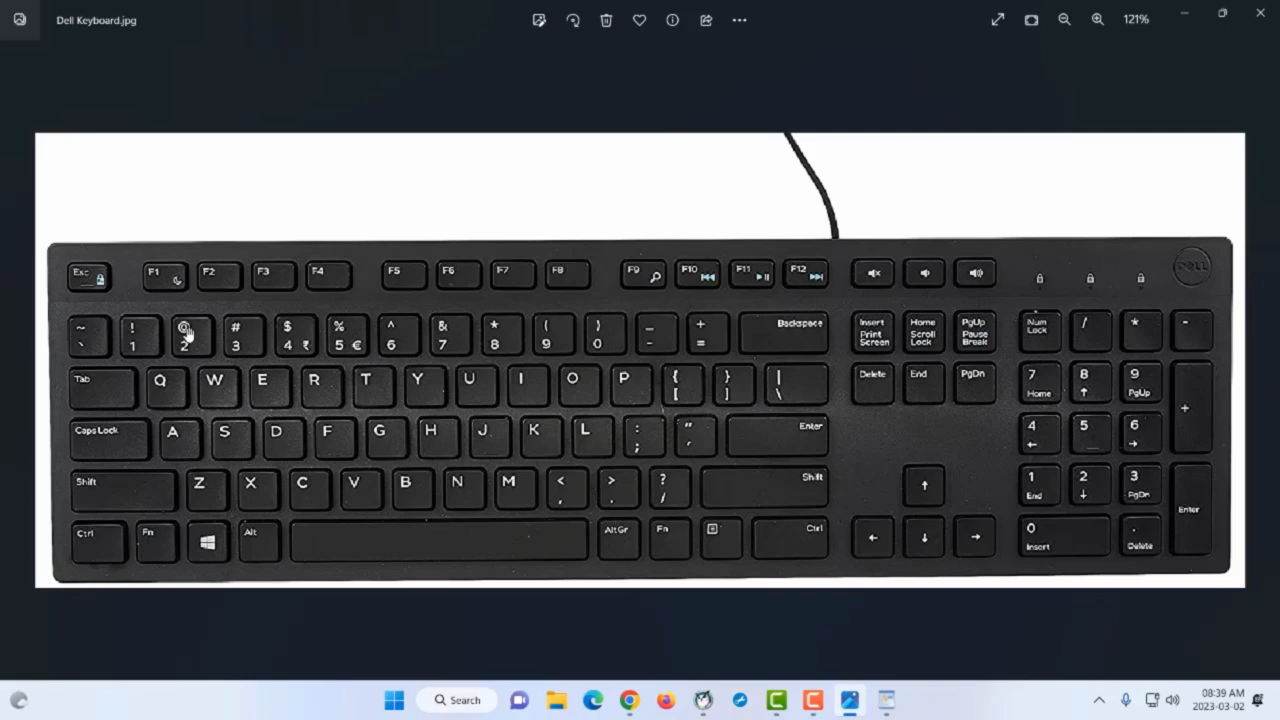 Dell Keyboard.jpg
121%
Esc F1 F2 F3 F4 F5 F6 F7 F8 F9 F10 F11 F12
DELL
~ ! @ # $ % ^ & * ( ) _ + Backspace
` 1 2 3 4 ₹ 5 € 6 7 8 9 0 - =
Insert Home PgUp
Print Scroll Pause
Screen Lock Break
Num / * -
Lock
Tab Q W E R T Y U I O P { } |
[ ] \
Delete End PgDn
7 8 9 +
Home ↑ PgUp
Caps Lock A S D F G H J K L : " Enter
; '
4 5 6
← →
Shift Z X C V B N M < > ? Shift
, . /
↑
1 2 3 Enter
End ↓ PgDn
Ctrl Fn Alt AltGr Fn Ctrl
← ↓ →
0 .
Insert Delete
Search
08:39 AM
2023-03-02